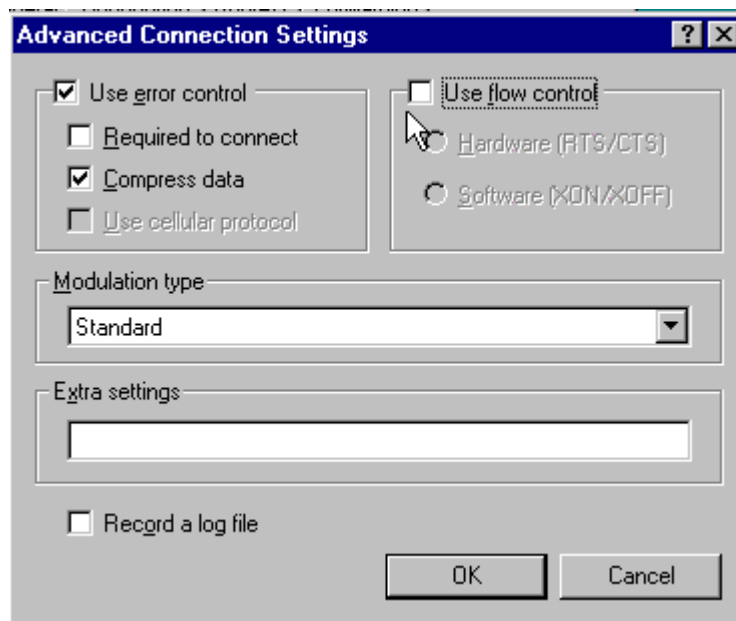 Advanced Connection Settings
Use error control
Required to connect
Compress data
Use cellular protocol
Use flow control
Hardware (RTS/CTS)
Software (XON/XOFF)
Modulation type
Standard
Extra settings
Record a log file
OK Cancel